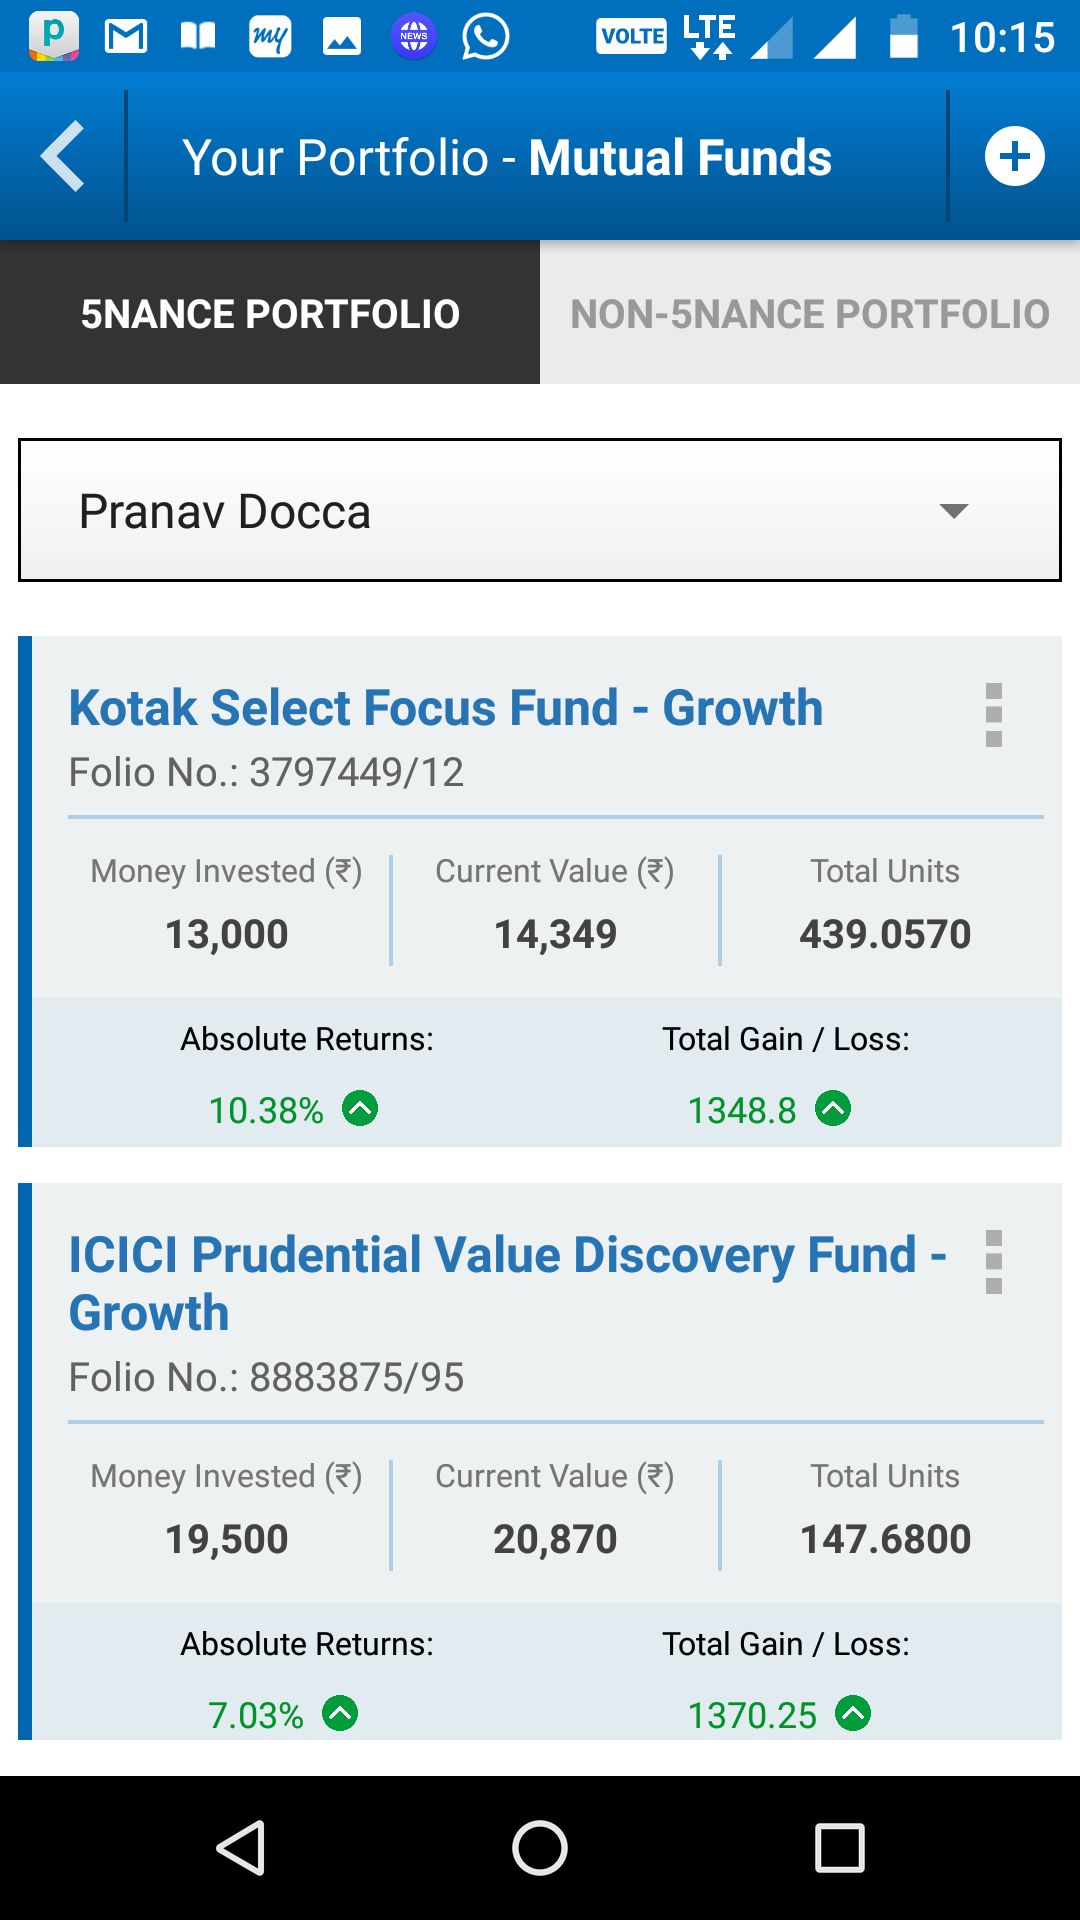 p my NEWS VOLTE LTE 10:15
Your Portfolio - Mutual Funds
5NANCE PORTFOLIO NON-5NANCE PORTFOLIO
Pranav Docca
Kotak Select Focus Fund - Growth
Folio No.: 3797449/12
Money Invested (₹) Current Value (₹) Total Units
13,000 14,349 439.0570
Absolute Returns: Total Gain / Loss:
10.38% 1348.8
ICICI Prudential Value Discovery Fund -
Growth
Folio No.: 8883875/95
Money Invested (₹) Current Value (₹) Total Units
19,500 20,870 147.6800
Absolute Returns: Total Gain / Loss:
7.03% 1370.25